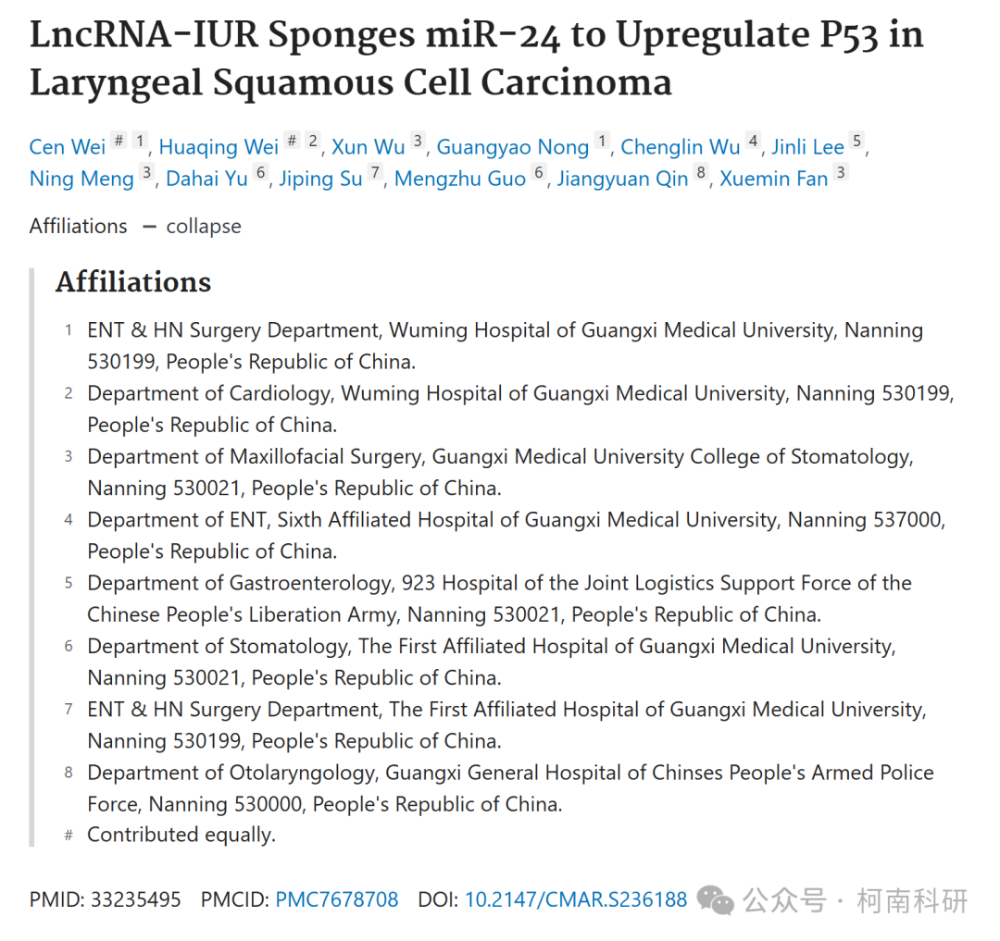 LncRNA-IUR Sponges miR-24 to Upregulate P53 in
Laryngeal Squamous Cell Carcinoma
Cen Wei # 1, Huaqing Wei # 2, Xun Wu 3, Guangyao Nong 1, Chenglin Wu 4, Jinli Lee 5,
Ning Meng 3, Dahai Yu 6, Jiping Su 7, Mengzhu Guo 6, Jiangyuan Qin 8, Xuemin Fan 3
Affiliations — collapse
Affiliations
1 ENT & HN Surgery Department, Wuming Hospital of Guangxi Medical University, Nanning
530199, People's Republic of China.
2 Department of Cardiology, Wuming Hospital of Guangxi Medical University, Nanning 530199,
People's Republic of China.
3 Department of Maxillofacial Surgery, Guangxi Medical University College of Stomatology,
Nanning 530021, People's Republic of China.
4 Department of ENT, Sixth Affiliated Hospital of Guangxi Medical University, Nanning 537000,
People's Republic of China.
5 Department of Gastroenterology, 923 Hospital of the Joint Logistics Support Force of the
Chinese People's Liberation Army, Nanning 530021, People's Republic of China.
6 Department of Stomatology, The First Affiliated Hospital of Guangxi Medical University,
Nanning 530021, People's Republic of China.
7 ENT & HN Surgery Department, The First Affiliated Hospital of Guangxi Medical University,
Nanning 530199, People's Republic of China.
8 Department of Otolaryngology, Guangxi General Hospital of Chinses People's Armed Police
Force, Nanning 530000, People's Republic of China.
# Contributed equally.
PMID: 33235495 PMCID: PMC7678708 DOI: 10.2147/CMAR.S236188 公众号 · 柯南科研